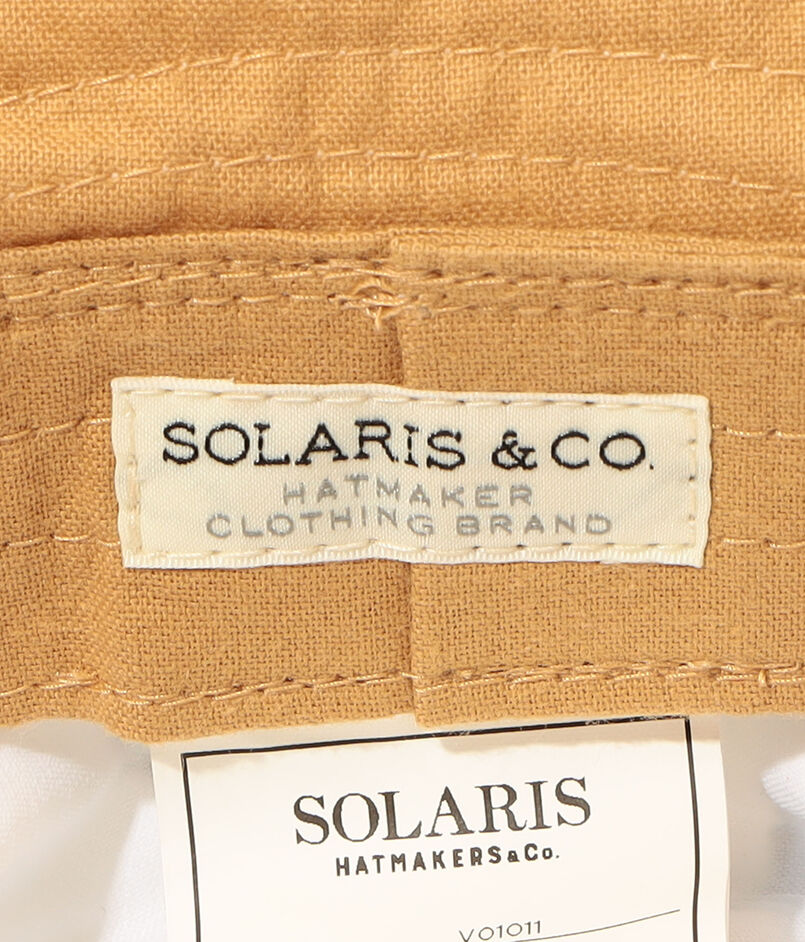 SOLARIS & CO.
HATMAKER
CLOTHING BRAND
SOLARIS
HATMAKERS&Co.
V01011